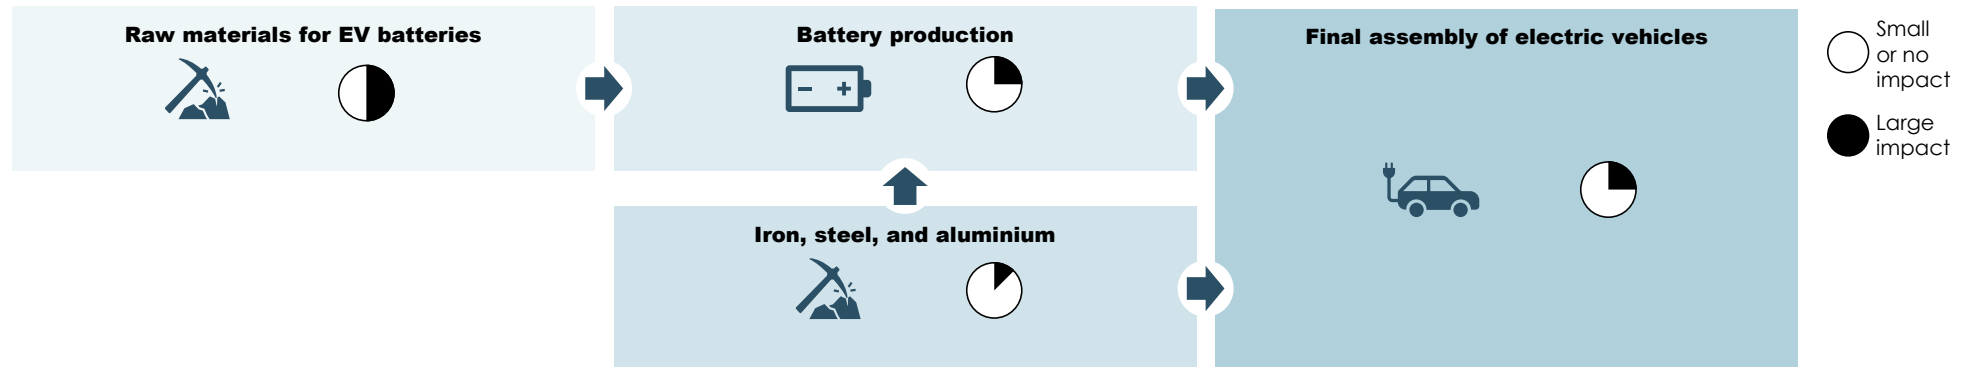 Raw materials for EV batteries
Battery production
Final assembly of electric vehicles
Small
or no
impact
Large
impact
Iron, steel, and aluminium